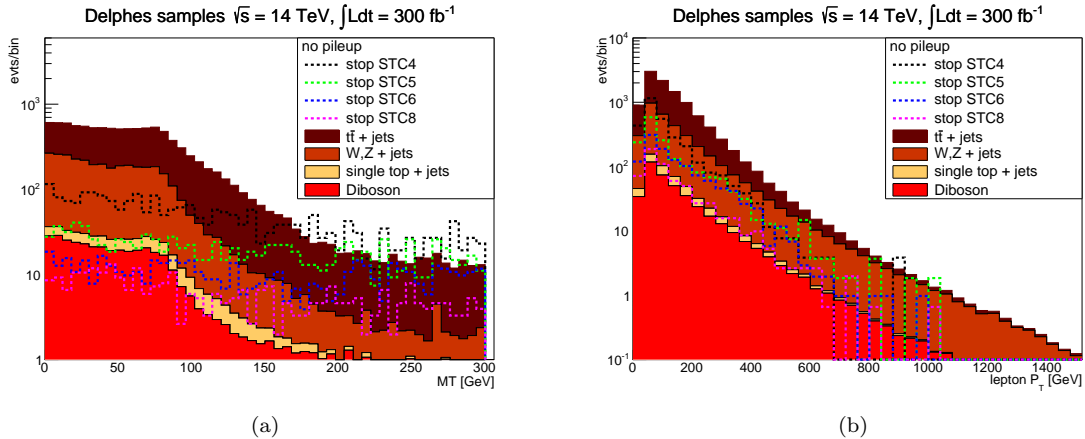 Delphes samples √s = 14 TeV, ∫Ldt = 300 fb⁻¹
evts/bin
no pileup
stop STC4
stop STC5
stop STC6
stop STC8
tt̄ + jets
W,Z + jets
single top + jets
Diboson
10³
10²
10
1
0 50 100 150 200 250 300
MT [GeV]
(a)
Delphes samples √s = 14 TeV, ∫Ldt = 300 fb⁻¹
evts/bin
no pileup
stop STC4
stop STC5
stop STC6
stop STC8
tt̄ + jets
W,Z + jets
single top + jets
Diboson
10⁴
10³
10²
10
1
10⁻¹
0 200 400 600 800 1000 1200 1400
lepton P_T [GeV]
(b)